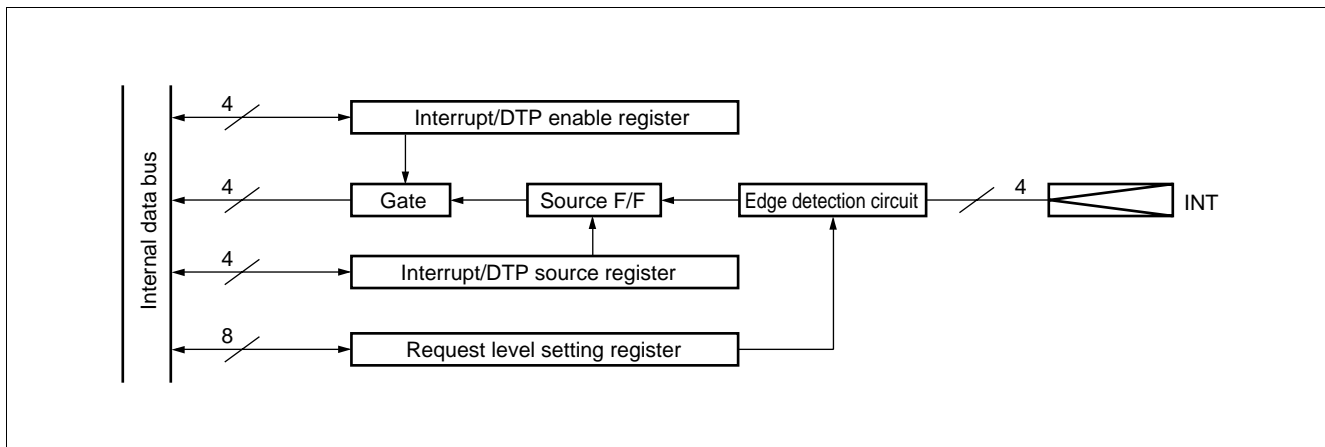 Internal data bus
4
Interrupt/DTP enable register
4
Gate
Source F/F
Edge detection circuit
4
INT
4
Interrupt/DTP source register
8
Request level setting register